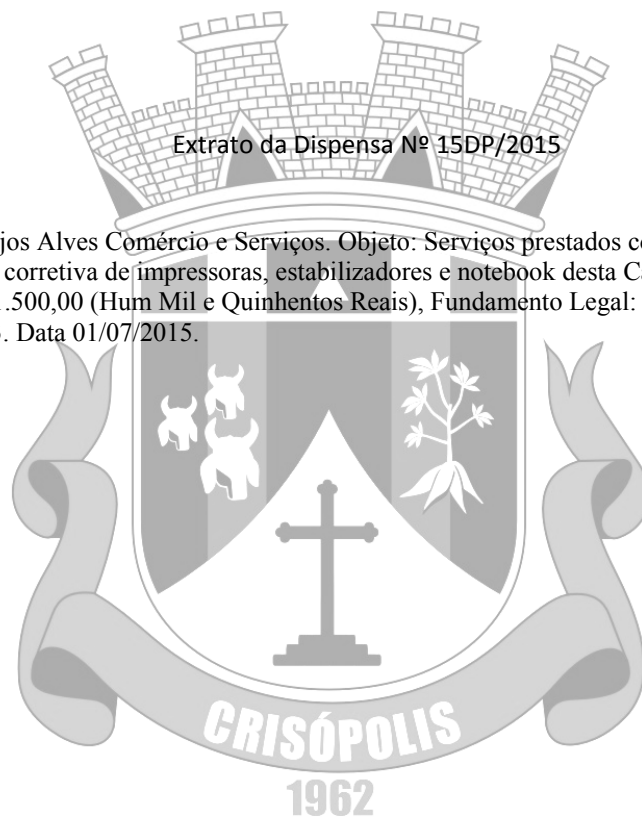 Extrato da Dispensa Nº 15DP/2015
jos Alves Comércio e Serviços. Objeto: Serviços prestados
corretiva de impressoras, estabilizadores e notebook desta
.500,00 (Hum Mil e Quinhentos Reais), Fundamento Legal:
. Data 01/07/2015.
CRISÓPOLIS
1962